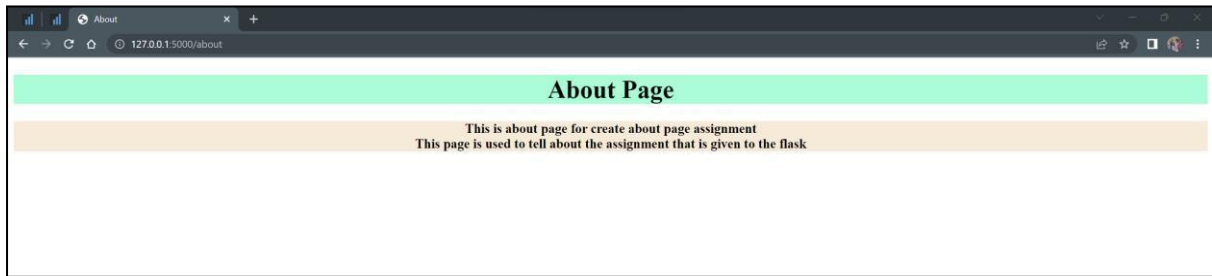 About
127.0.0.1:5000/about
About Page
This is about page for create about page assignment
This page is used to tell about the assignment that is given to the flask